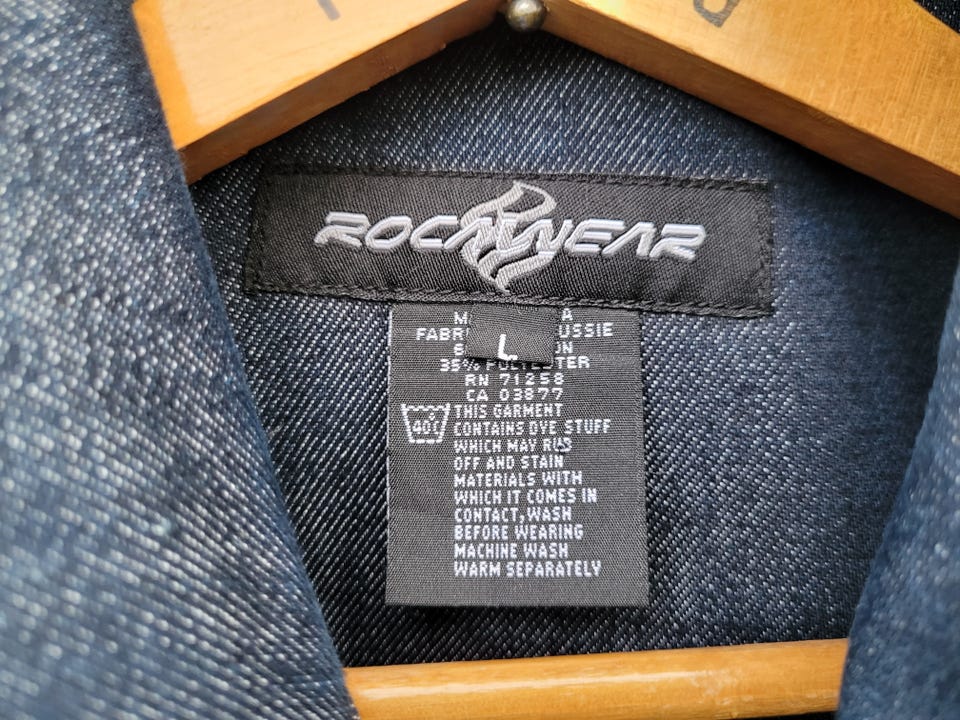 ROCAWEAR
L
35%
RN 71258
CA 03877
40C
THIS GARMENT
CONTAINS DYE STUFF
WHICH MAY RUB
OFF AND STAIN
MATERIALS WITH
WHICH IT COMES IN
CONTACT, WASH
BEFORE WEARING
MACHINE WASH
WARM SEPARATELY